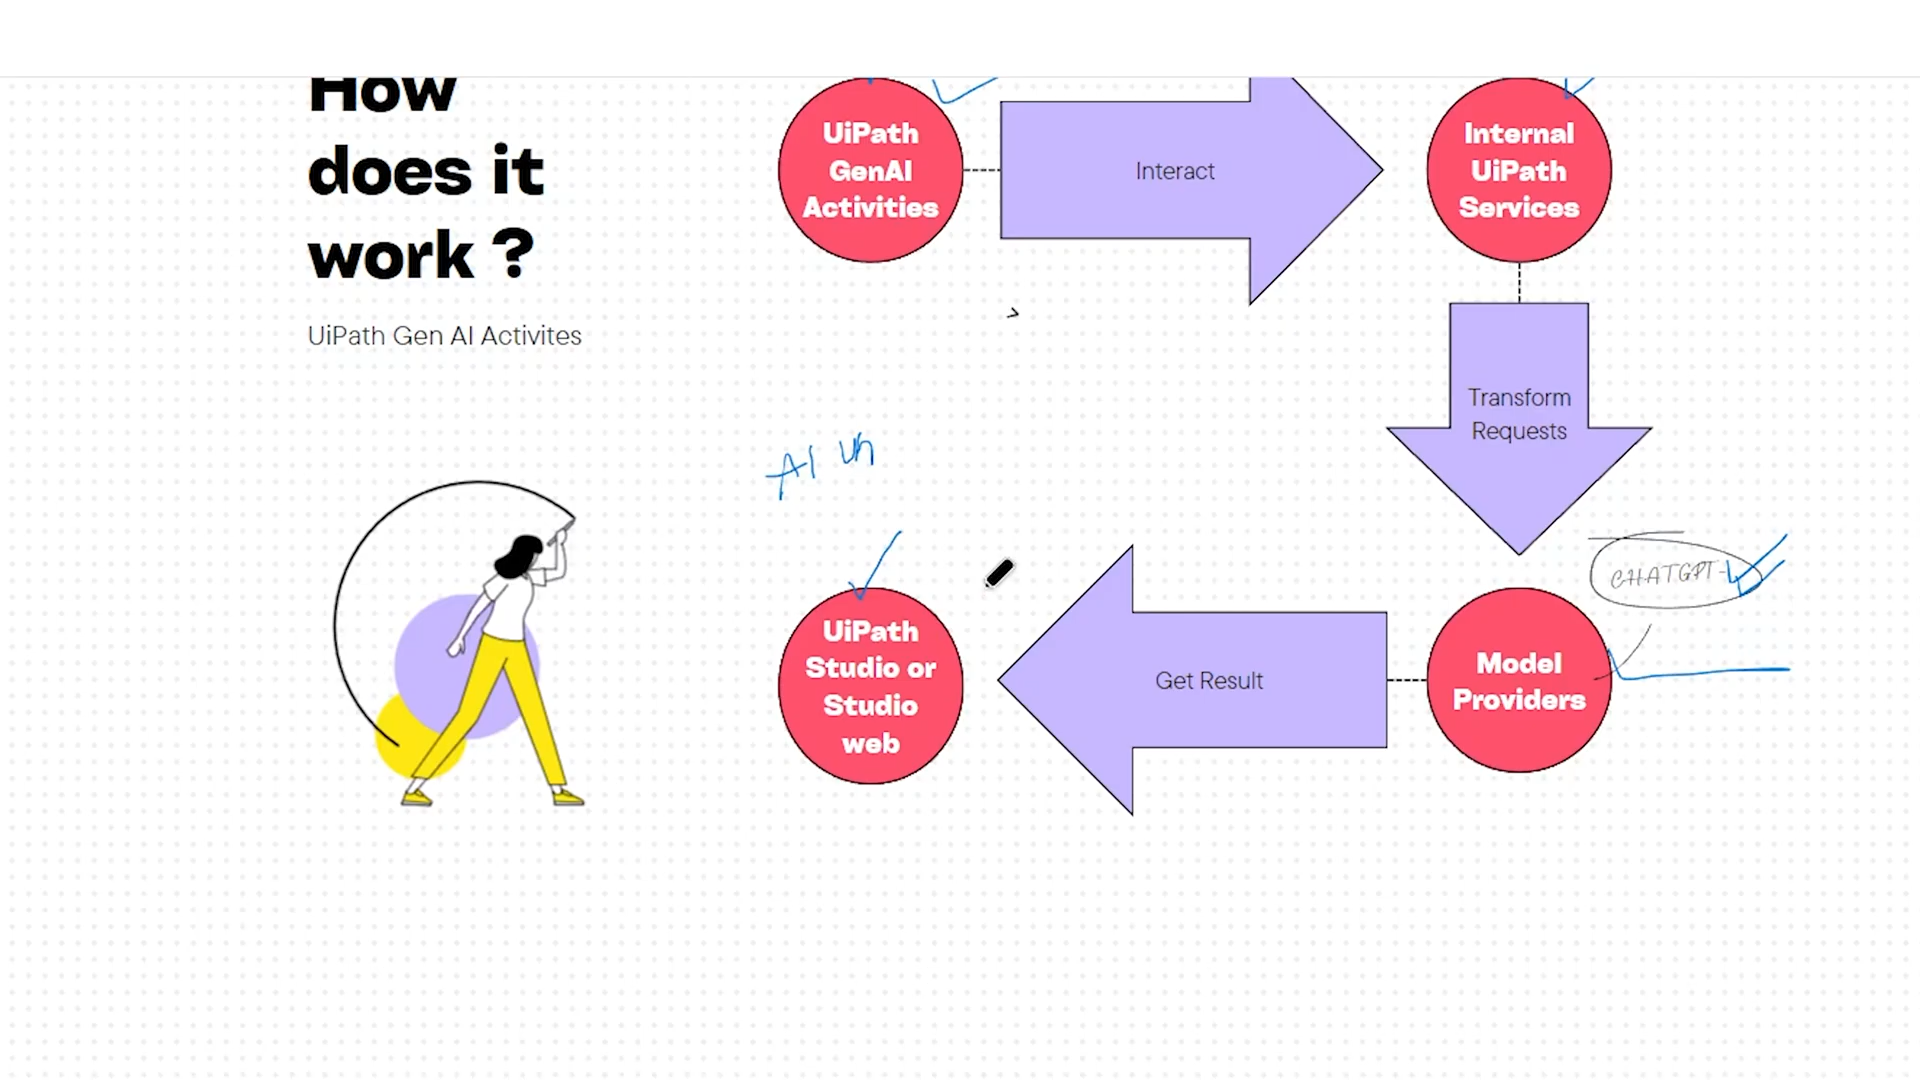 How
does it
work ?
UiPath Gen AI Activites
UiPath
GenAI
Activities
Interact
Internal
UiPath
Services
Transform
Requests
AI
CHATGPT
Model
Providers
Get Result
UiPath
Studio or
Studio
web